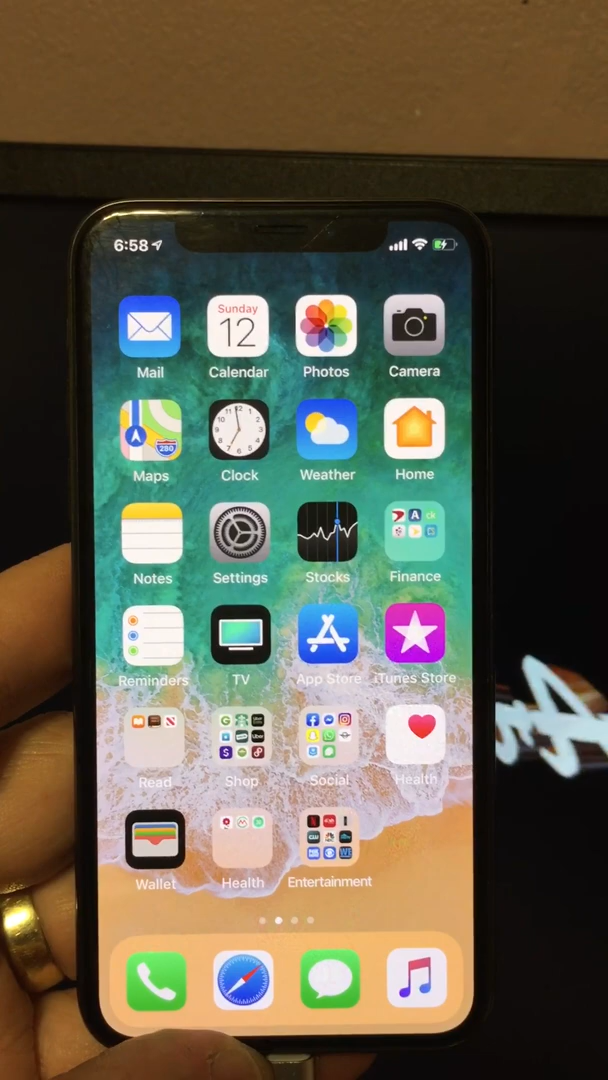 6:58
Sunday
12
Mail Calendar Photos Camera
280
Maps Clock Weather Home
Notes Settings Stocks Finance
Reminders TV App Store iTunes Store
Read Shop Social Health
Wallet Health Entertainment